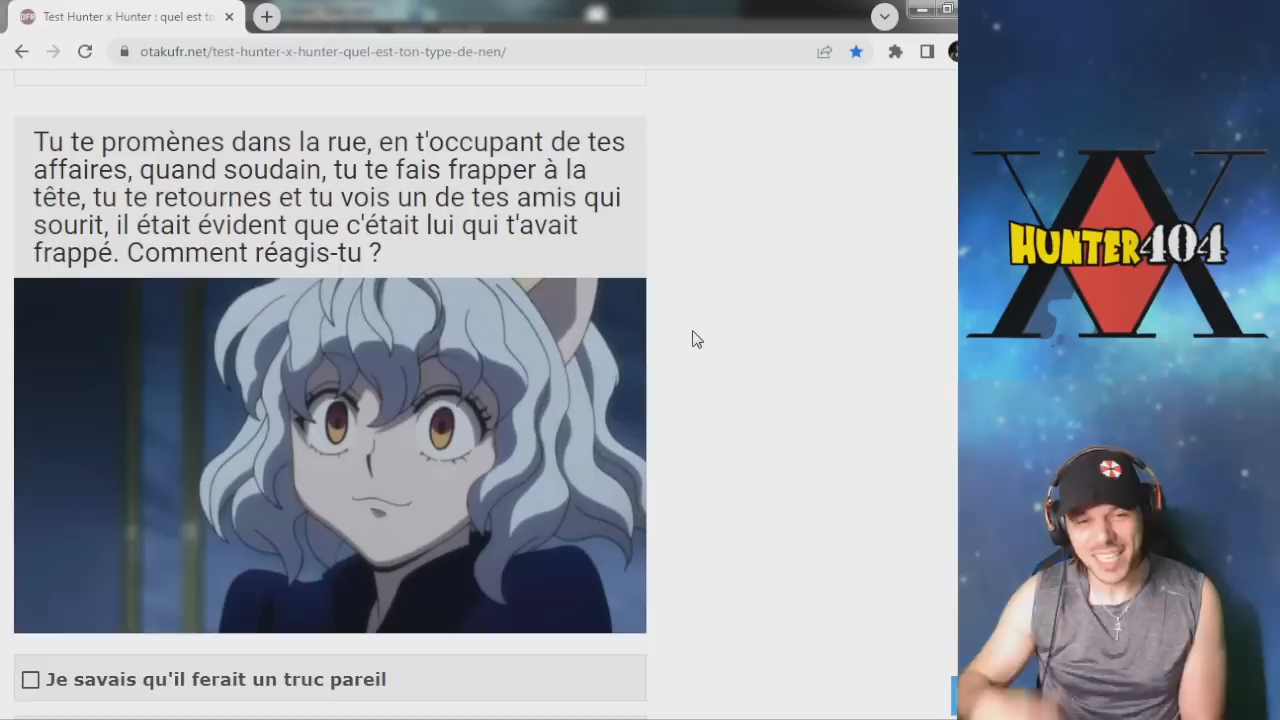 Test Hunter x Hunter : quel est to
otakufr.net/test-hunter-x-hunter-quel-est-ton-type-de-nen/
Tu te promènes dans la rue, en t'occupant de tes
affaires, quand soudain, tu te fais frapper à la
tête, tu te retournes et tu vois un de tes amis qui
sourit, il était évident que c'était lui qui t'avait
frappé. Comment réagis-tu ?
HUNTER404
Je savais qu'il ferait un truc pareil